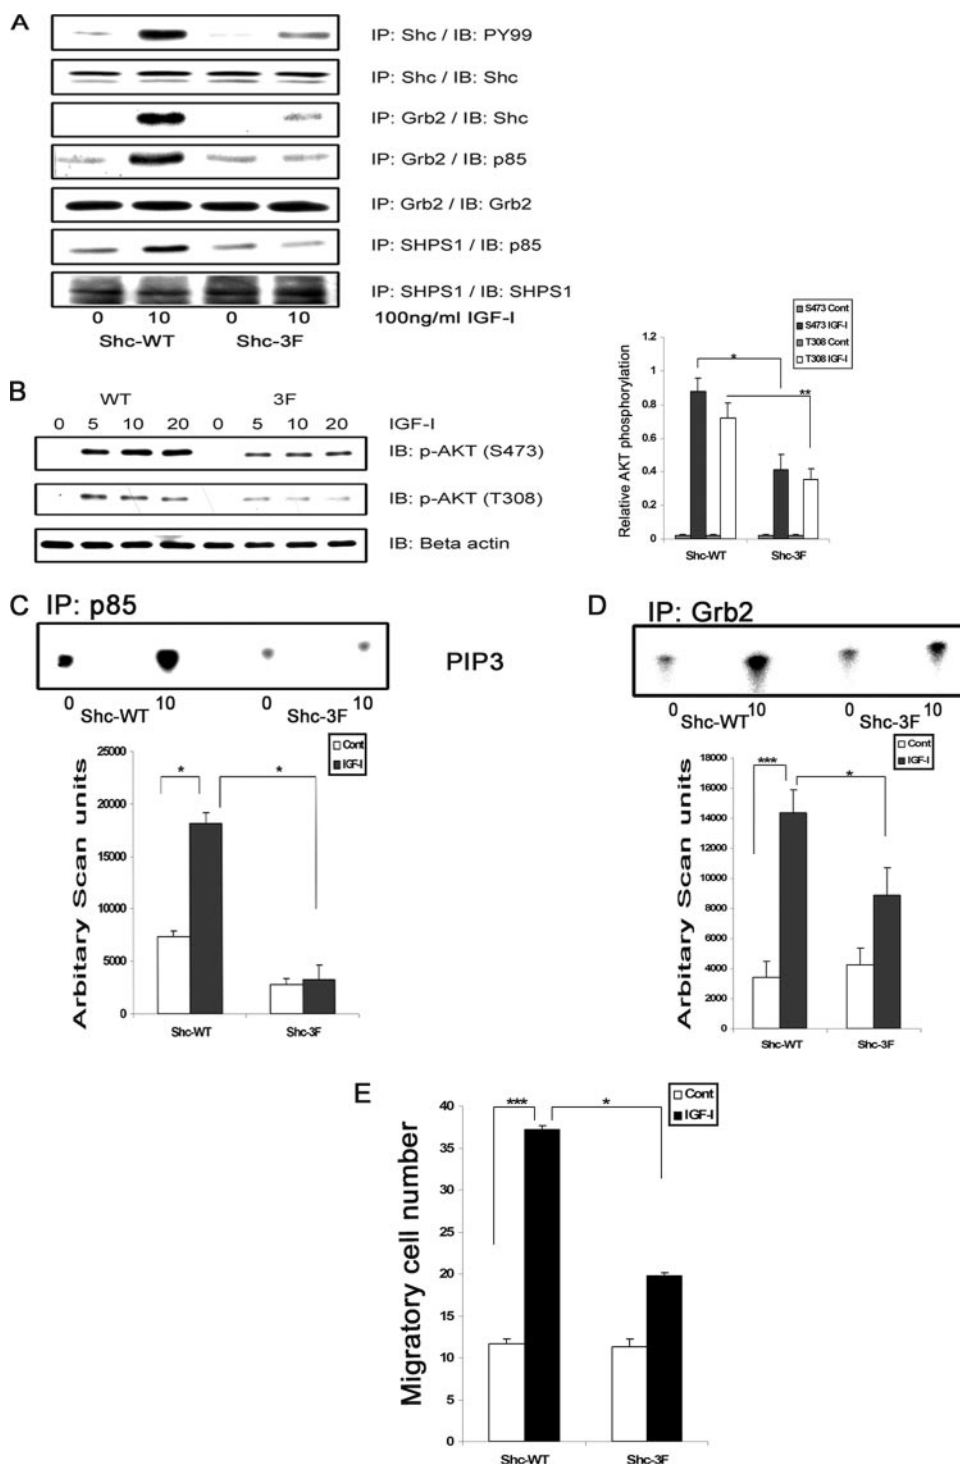 A
IP: Shc / IB: PY99
IP: Shc / IB: Shc
IP: Grb2 / IB: Shc
IP: Grb2 / IB: p85
IP: Grb2 / IB: Grb2
IP: SHPS1 / IB: p85
IP: SHPS1 / IB: SHPS1
0 10 0 10 100ng/ml IGF-I
Shc-WT Shc-3F
B
WT 3F
0 5 10 20 0 5 10 20 IGF-I
IB: p-AKT (S473)
IB: p-AKT (T308)
IB: Beta actin
S473 Cont
S473 IGF-I
T308 Cont
T308 IGF-I
Relative AKT phosphorylation
1.2
1
0.8
0.6
0.4
0.2
0
* **
Shc-WT Shc-3F
C IP: p85
0 10 0 10
Shc-WT Shc-3F
PIP3
Cont
IGF-I
Arbitary Scan units
25000
20000
15000
10000
5000
0
* *
Shc-WT Shc-3F
D IP: Grb2
0 10 0 10
Shc-WT Shc-3F
Cont
IGF-I
Arbitary Scan units
18000
16000
14000
12000
10000
8000
6000
4000
2000
0
*** *
Shc-WT Shc-3F
E
Cont
IGF-I
Migratory cell number
40
35
30
25
20
15
10
5
0
*** *
Shc-WT Shc-3F